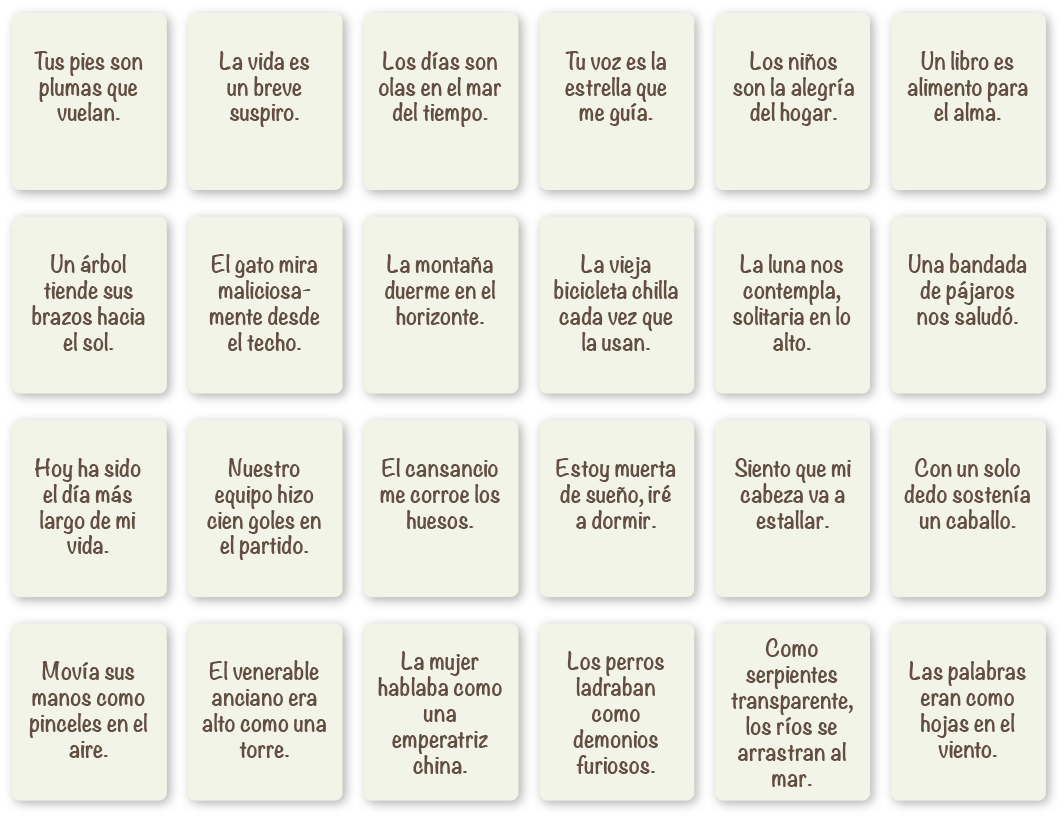 Tus pies son
plumas que
vuelan.
La vida es
un breve
suspiro.
Los días son
olas en el mar
del tiempo.
Tu voz es la
estrella que
me guía.
Los niños
son la alegría
del hogar.
Un libro es
alimento para
el alma.
Un árbol
tiende sus
brazos hacia
el sol.
El gato mira
maliciosa-
mente desde
el techo.
La montaña
duerme en el
horizonte.
La vieja
bicicleta chilla
cada vez que
la usan.
La luna nos
contempla,
solitaria en lo
alto.
Una bandada
de pájaros
nos saludó.
Hoy ha sido
el día más
largo de mi
vida.
Nuestro
equipo hizo
cien goles en
el partido.
El cansancio
me corroe los
huesos.
Estoy muerta
de sueño, iré
a dormir.
Siento que mi
cabeza va a
estallar.
Con un solo
dedo sostenía
un caballo.
Movía sus
manos como
pinceles en el
aire.
El venerable
anciano era
alto como una
torre.
La mujer
hablaba como
una
emperatriz
china.
Los perros
ladraban
como
demonios
furiosos.
Como
serpientes
transparente,
los ríos se
arrastran al
mar.
Las palabras
eran como
hojas en el
viento.